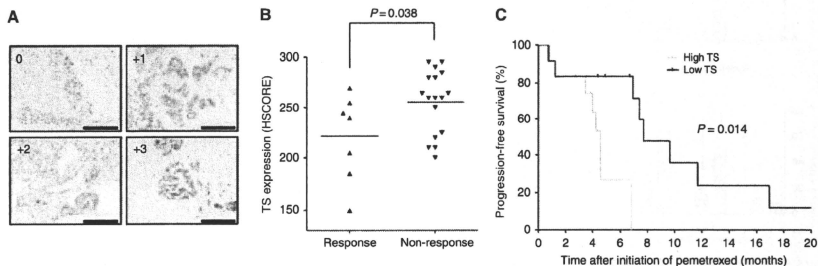 A
0
+1
+2
+3
B
P = 0.038
TS expression (HSCORE)
300
250
200
150
Response
Non-response
C
Progression-free survival (%)
100
80
60
40
20
0
High TS
Low TS
P = 0.014
0 2 4 6 8 10 12 14 16 18 20
Time after initiation of pemetrexed (months)